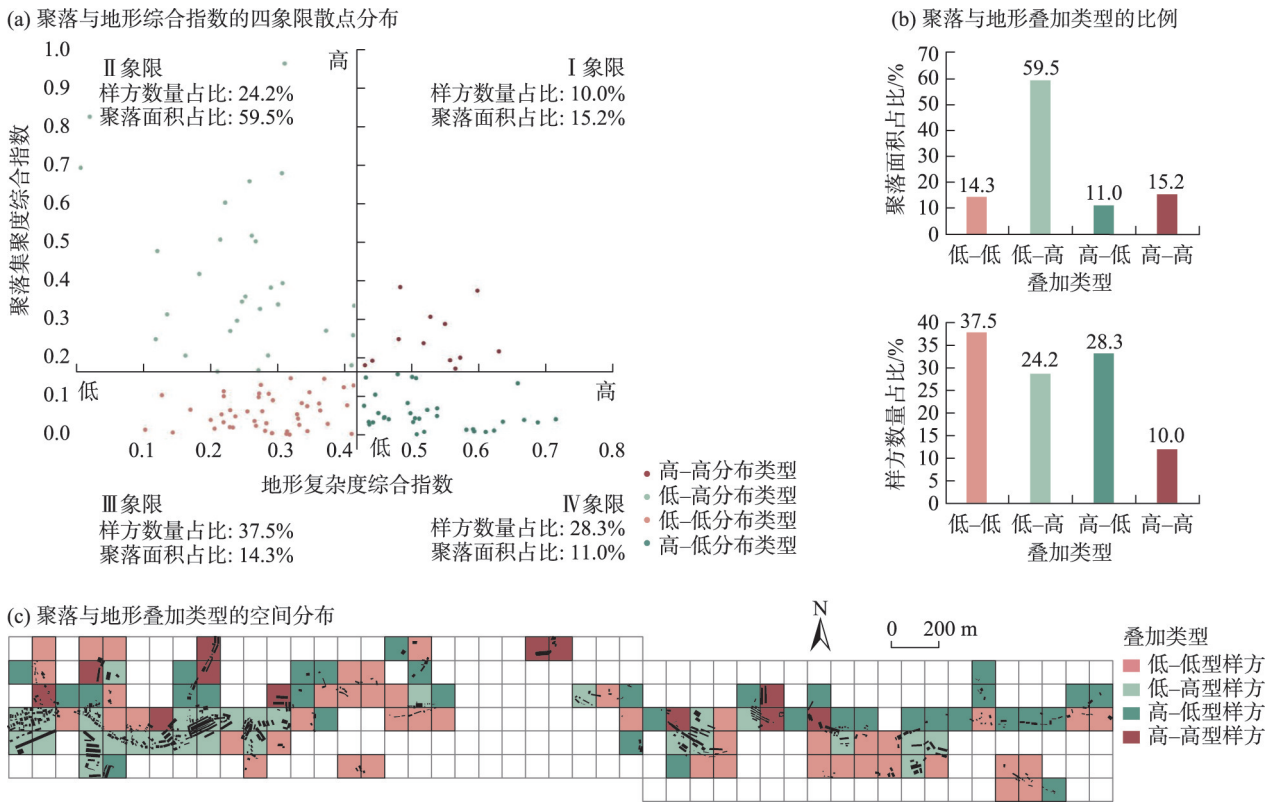 (a) 聚落与地形综合指数的四象限散点分布
1.0
0.9
0.8
0.7
0.6
0.5
0.4
0.3
0.2
0.1
0.0
聚落集聚度综合指数
高
低
高
低
0.1
0.2
0.3
0.5
0.6
0.7
0.8
地形复杂度综合指数
Ⅱ象限
样方数量占比: 24.2%
聚落面积占比: 59.5%
Ⅰ象限
样方数量占比: 10.0%
聚落面积占比: 15.2%
Ⅲ象限
样方数量占比: 37.5%
聚落面积占比: 14.3%
Ⅳ象限
样方数量占比: 28.3%
聚落面积占比: 11.0%
高–高分布类型
低–高分布类型
低–低分布类型
高–低分布类型
(b) 聚落与地形叠加类型的比例
聚落面积占比/%
70
60
50
40
30
20
10
0
14.3
59.5
11.0
15.2
低–低
低–高
高–低
高–高
叠加类型
样方数量占比/%
40
35
30
25
20
15
10
5
0
37.5
24.2
28.3
10.0
低–低
低–高
高–低
高–高
叠加类型
(c) 聚落与地形叠加类型的空间分布
N
0 200 m
叠加类型
低–低型样方
低–高型样方
高–低型样方
高–高型样方